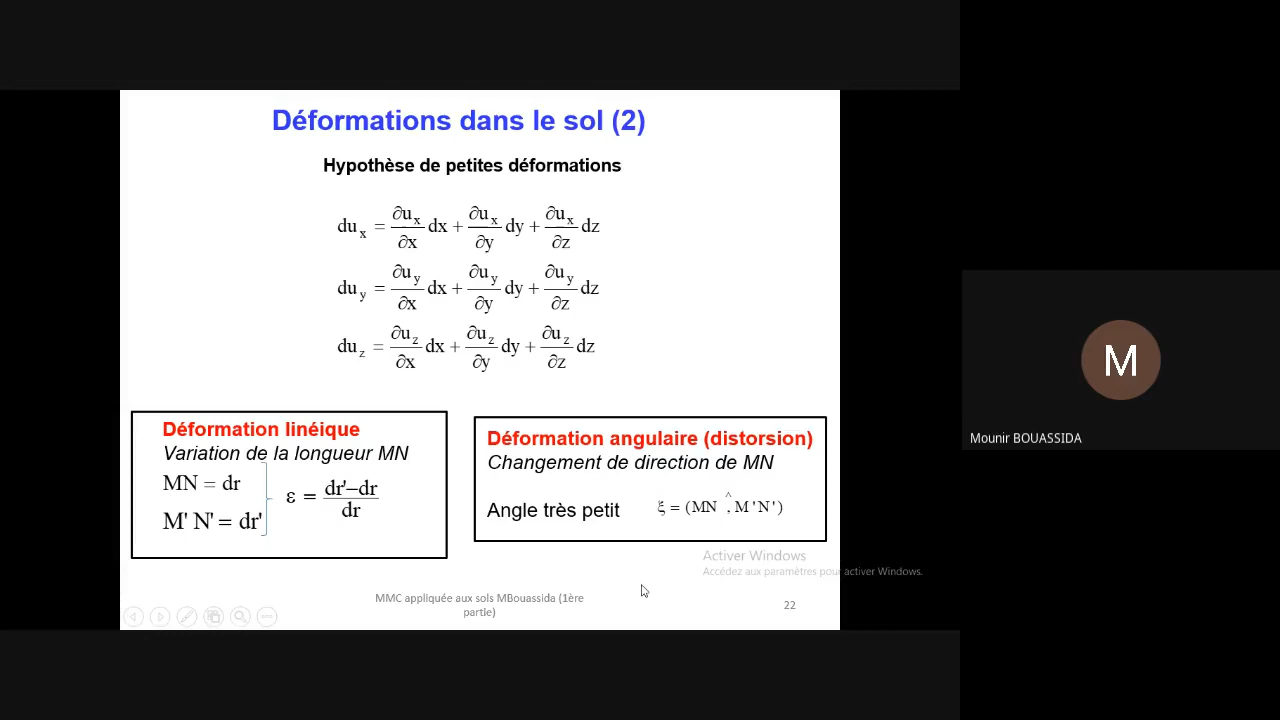 Déformations dans le sol (2)
Hypothèse de petites déformations
du_x = ∂u_x/∂x dx + ∂u_x/∂y dy + ∂u_x/∂z dz
du_y = ∂u_y/∂x dx + ∂u_y/∂y dy + ∂u_y/∂z dz
du_z = ∂u_z/∂x dx + ∂u_z/∂y dy + ∂u_z/∂z dz
Déformation linéique
Variation de la longueur MN
MN = dr
M' N' = dr'
ε = (dr'−dr)/dr
Déformation angulaire (distorsion)
Changement de direction de MN
Angle très petit ξ = (MN ^, M'N')
Activer Windows
Accédez aux paramètres pour activer Windows.
MMC appliquée aux sols MBouassida (1ère
partie)
22
M
Mounir BOUASSIDA